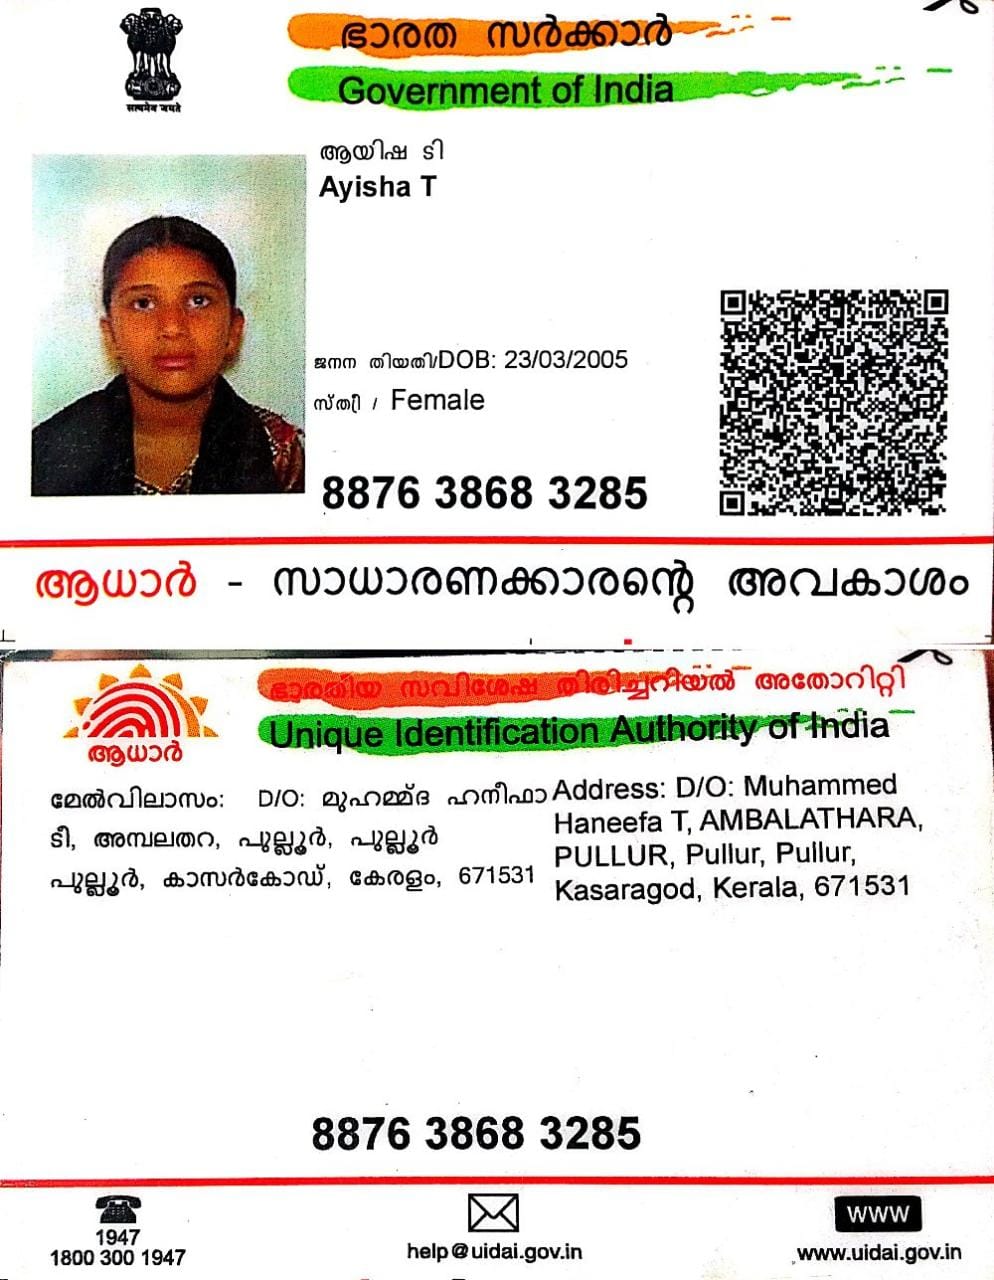 सत्यमेव जयते
ഭാരത സർക്കാർ
Government of India
ആയിഷ ടി
Ayisha T
ജനന തിയതി/DOB: 23/03/2005
സ്ത്രീ / Female
8876 3868 3285
ആധാർ - സാധാരണക്കാരന്റെ അവകാശം
ആധാർ
ഭാരതീയ സവിശേഷ തിരിച്ചറിയൽ അതോറിറ്റി
Unique Identification Authority of India
മേൽവിലാസം: D/O: മുഹമ്മ്ദ ഹനീഫാ
ടീ, അമ്പലതറ, പുല്ലൂർ, പുല്ലൂർ
പുല്ലൂർ, കാസർകോഡ്, കേരളം, 671531
Address: D/O: Muhammed
Haneefa T, AMBALATHARA,
PULLUR, Pullur, Pullur,
Kasaragod, Kerala, 671531
8876 3868 3285
1947
1800 300 1947
help@uidai.gov.in
www
www.uidai.gov.in